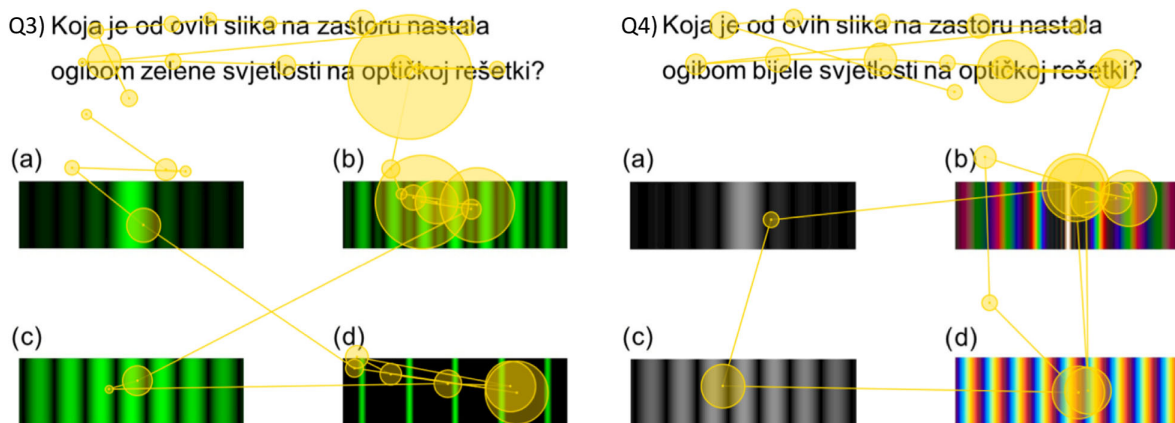 Q3) Koja je od ovih slika na zastoru nastala
ogibom zelene svjetlosti na optičkoj rešetki?
(a)
(b)
(c)
(d)
Q4) Koja je od ovih slika na zastoru nastala
ogibom bijele svjetlosti na optičkoj rešetki?
(a)
(b)
(c)
(d)